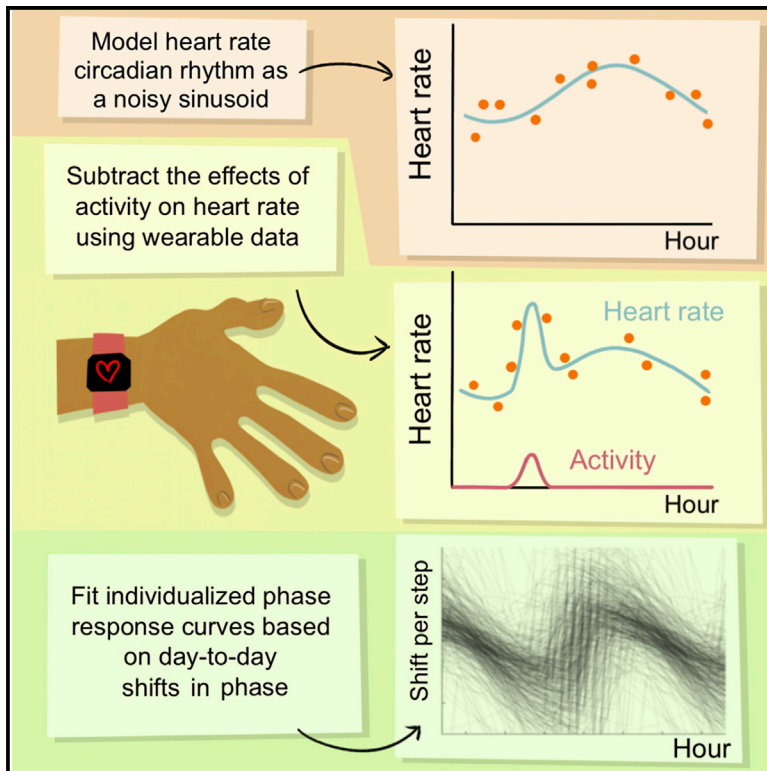 Model heart rate
circadian rhythm as
a noisy sinusoid
Heart rate
Hour
Subtract the effects of
activity on heart rate
using wearable data
Heart rate
Heart rate
Activity
Hour
Fit individualized phase
response curves based
on day-to-day
shifts in phase
Shift per step
Hour